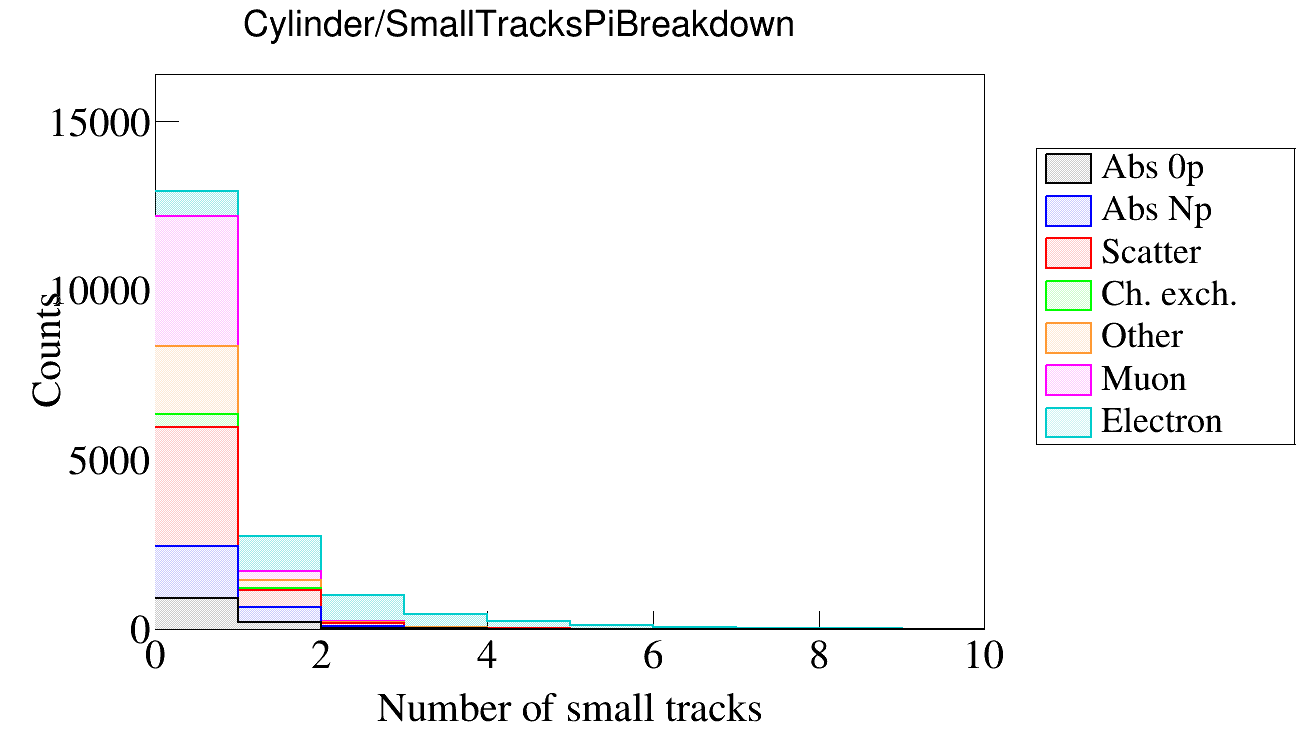 Cylinder/SmallTracksPiBreakdown
15000
10000
5000
0
Counts
0 2 4 6 8 10
Number of small tracks
Abs 0p
Abs Np
Scatter
Ch. exch.
Other
Muon
Electron